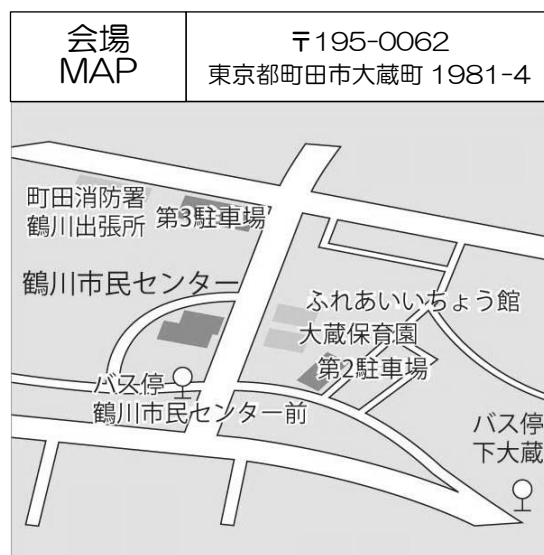 会場
MAP
〒195-0062
東京都町田市大蔵町 1981-4
町田消防署
鶴川出張所
第3駐車場
鶴川市民センター
ふれあいいちょう館
大蔵保育園
第2駐車場
バス停
鶴川市民センター前
バス停
下大蔵